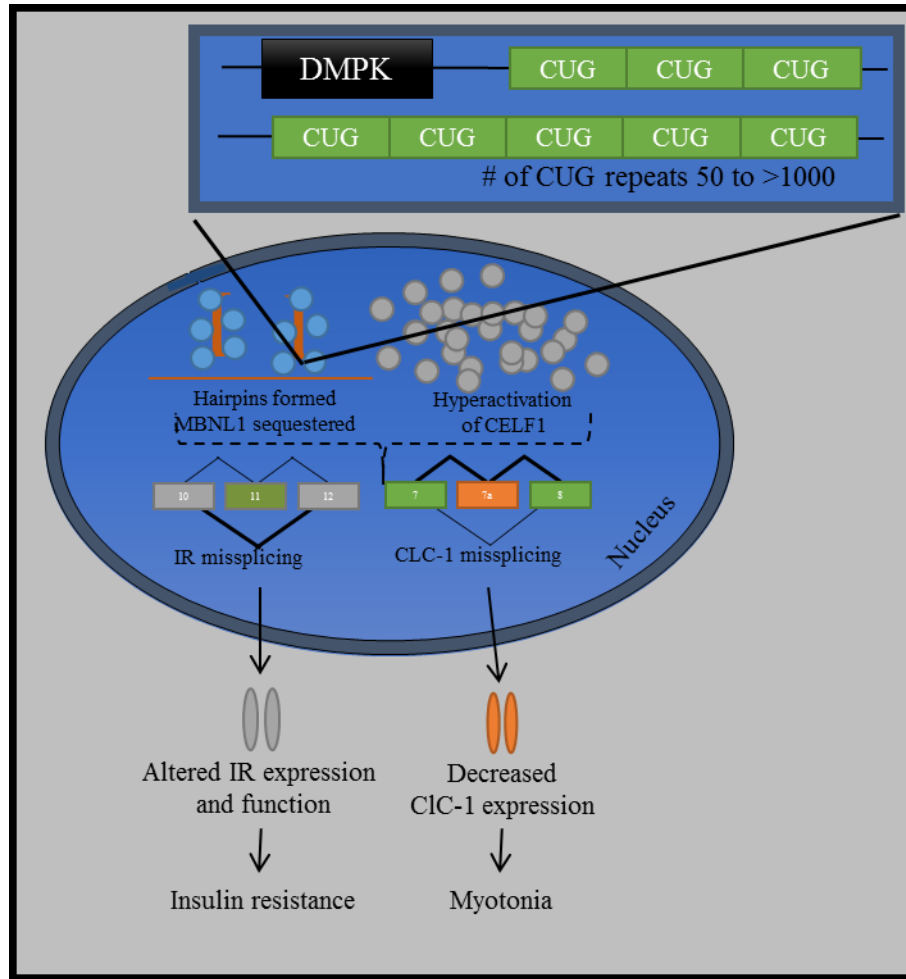 DMPK CUG CUG CUG
CUG CUG CUG CUG CUG
# of CUG repeats 50 to >1000
Hairpins formed
MBNL1 sequestered
Hyperactivation
of CELF1
10 11 12
7 7a 8
IR missplicing
CLC-1 missplicing
Nucleus
Altered IR expression
and function
Decreased
ClC-1 expression
Insulin resistance
Myotonia